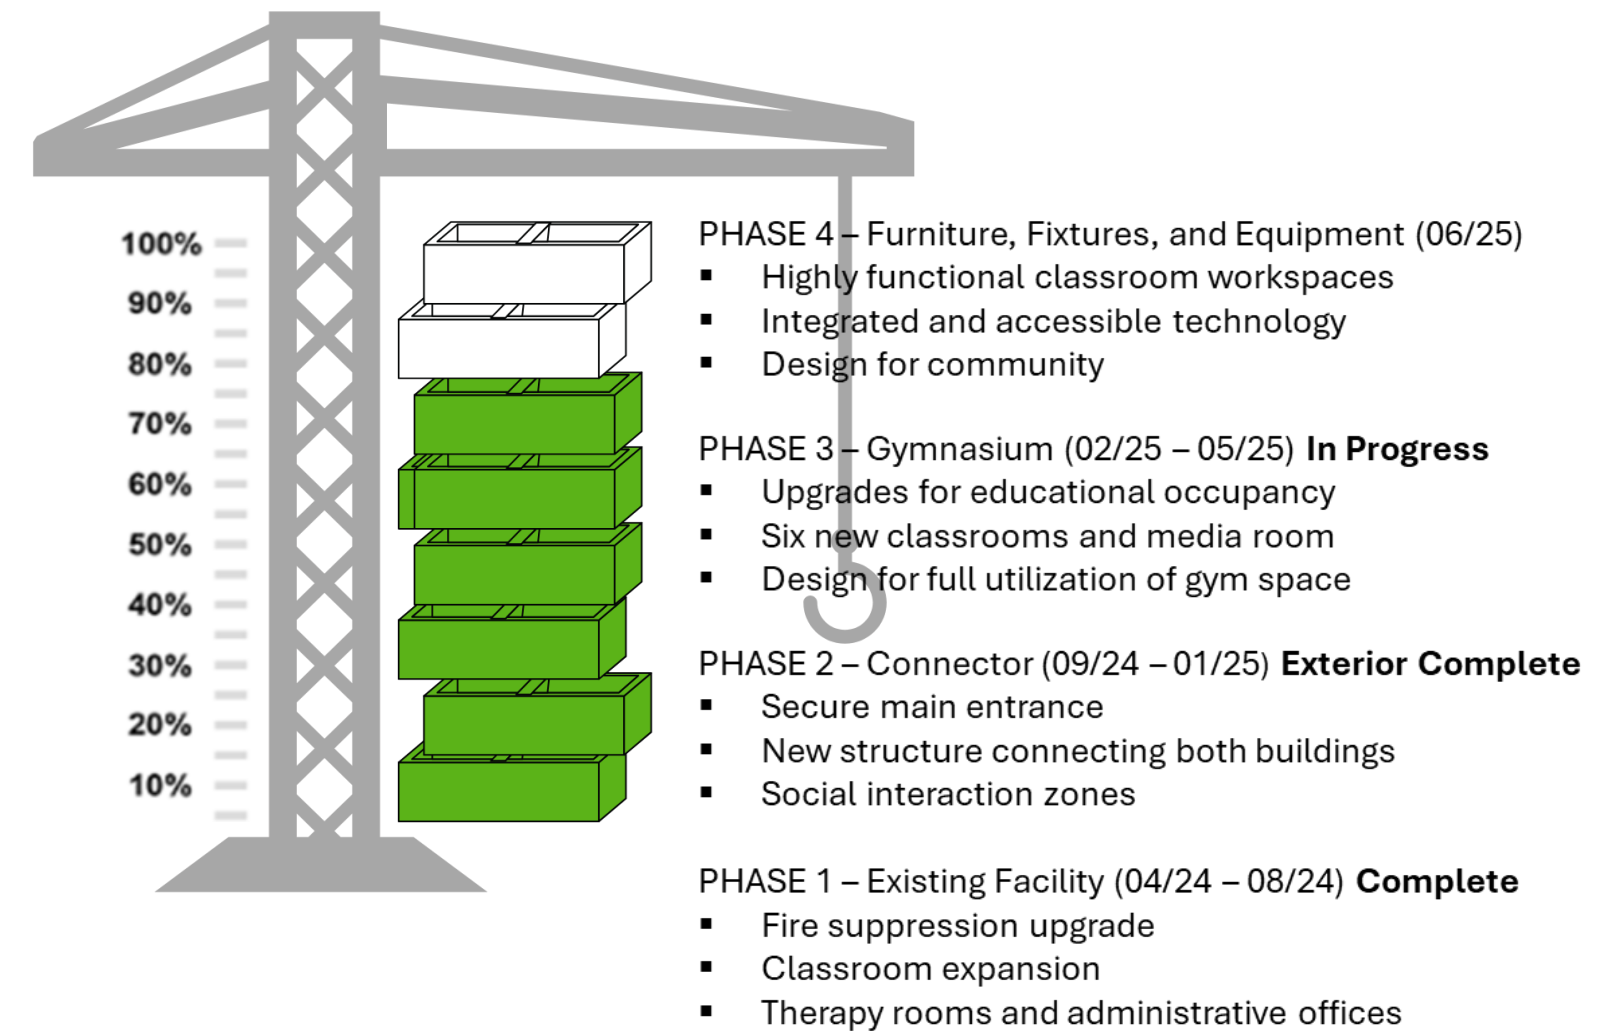 100%
90%
80%
70%
60%
50%
40%
30%
20%
10%
PHASE 4 – Furniture, Fixtures, and Equipment (06/25)
▪ Highly functional classroom workspaces
▪ Integrated and accessible technology
▪ Design for community
PHASE 3 – Gymnasium (02/25 – 05/25) In Progress
▪ Upgrades for educational occupancy
▪ Six new classrooms and media room
▪ Design for full utilization of gym space
PHASE 2 – Connector (09/24 – 01/25) Exterior Complete
▪ Secure main entrance
▪ New structure connecting both buildings
▪ Social interaction zones
PHASE 1 – Existing Facility (04/24 – 08/24) Complete
▪ Fire suppression upgrade
▪ Classroom expansion
▪ Therapy rooms and administrative offices